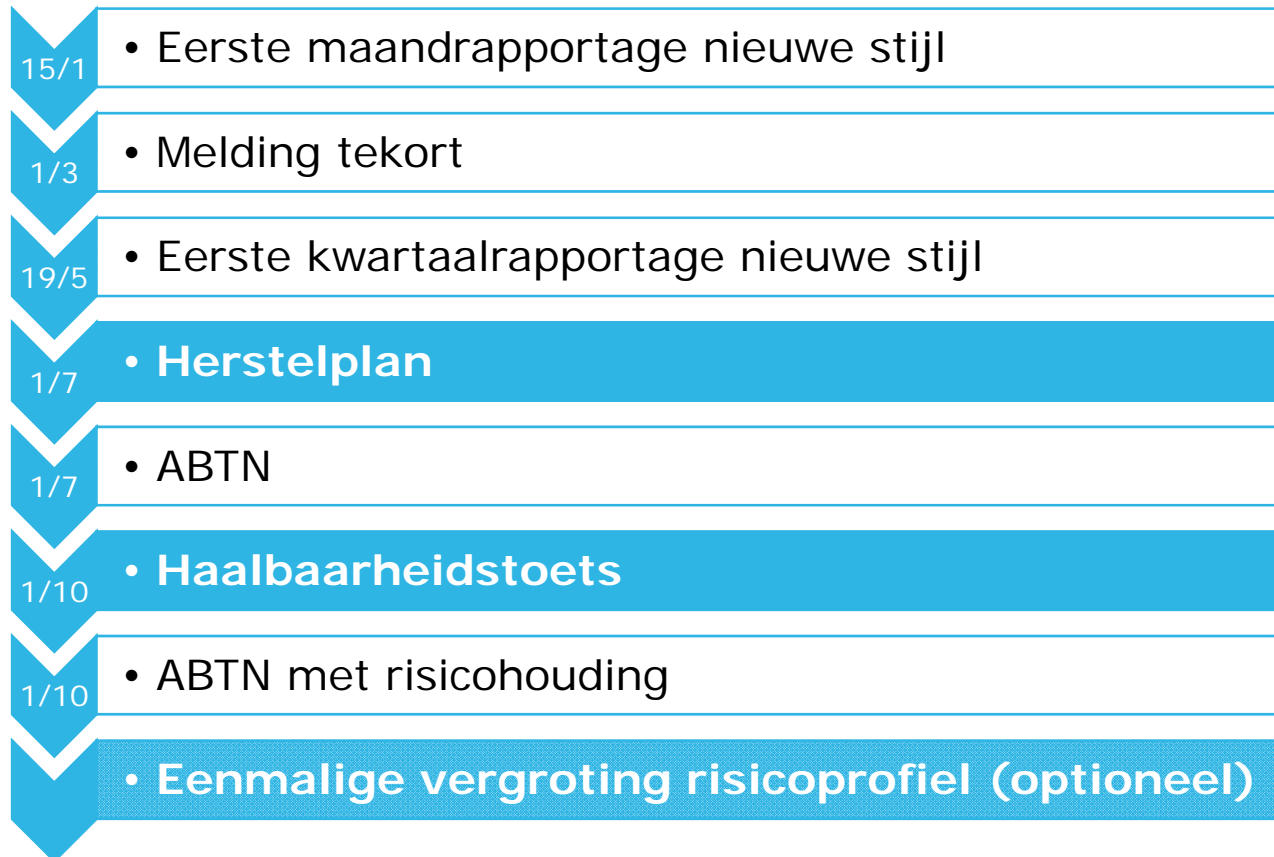 15/1 • Eerste maandrapportage nieuwe stijl
1/3 • Melding tekort
19/5 • Eerste kwartaalrapportage nieuwe stijl
1/7 • Herstelplan
1/7 • ABTN
1/10 • Haalbaarheidstoets
1/10 • ABTN met risicohouding
• Eenmalige vergroting risicoprofiel (optioneel)